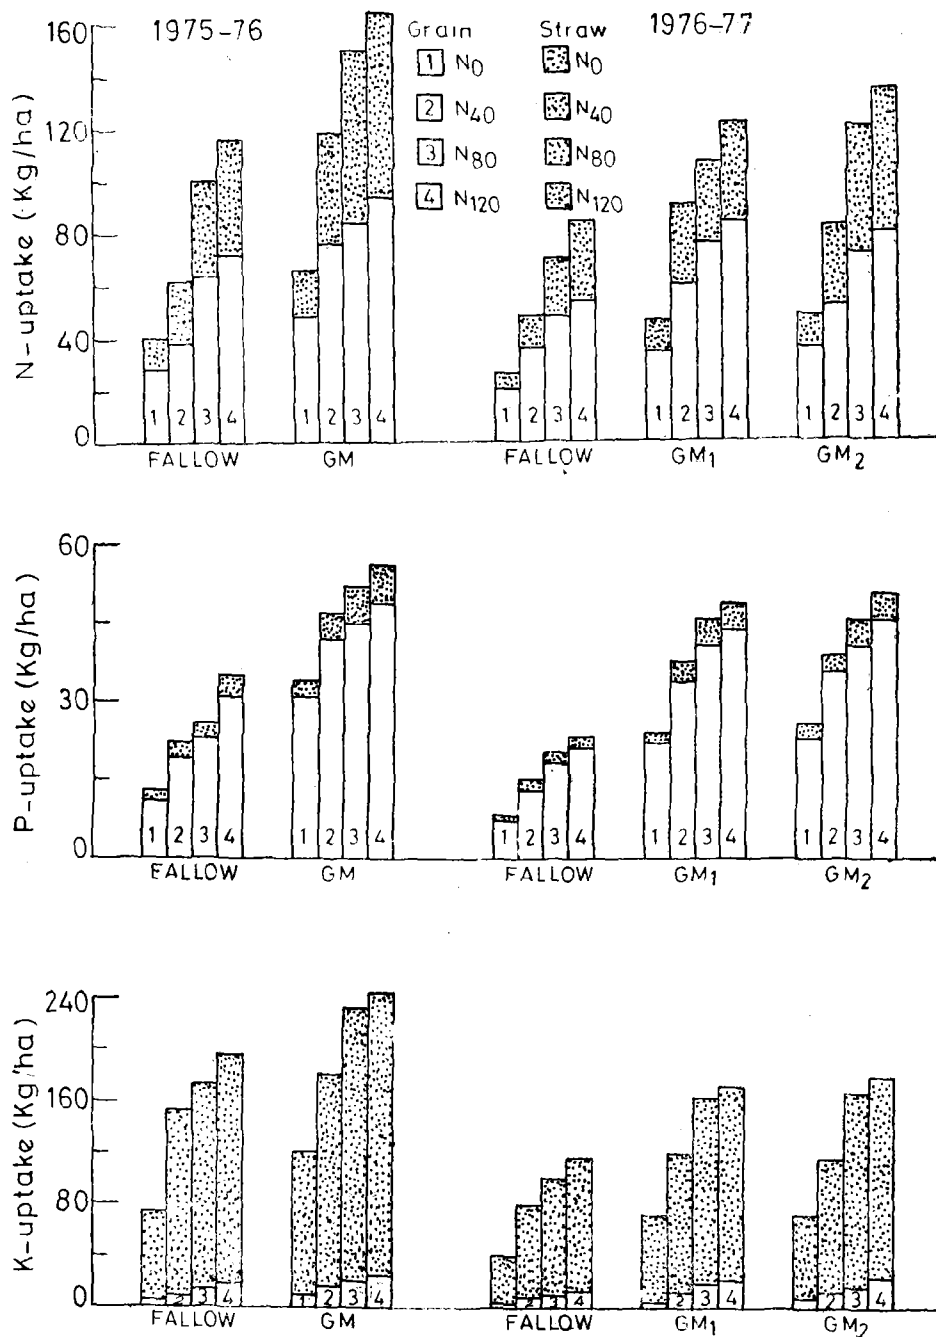 1975-76
Grain
Straw
1976-77
1 N0
N0
2 N40
N40
3 N80
N80
4 N120
N120
N-uptake (Kg/ha)
160
120
80
40
0
1 2 3 4
1 2 3 4
1 2 3 4
1 2 3 4
1 2 3 4
FALLOW
GM
FALLOW
GM1
GM2
P-uptake (Kg/ha)
60
30
0
1 2 3 4
1 2 3 4
1 2 3 4
1 2 3 4
1 2 3 4
FALLOW
GM
FALLOW
GM1
GM2
K-uptake (Kg/ha)
240
160
80
0
2 3 4
1 2 3 4
2 3 4
2 3 4
2 3 4
FALLOW
GM
FALLOW
GM1
GM2